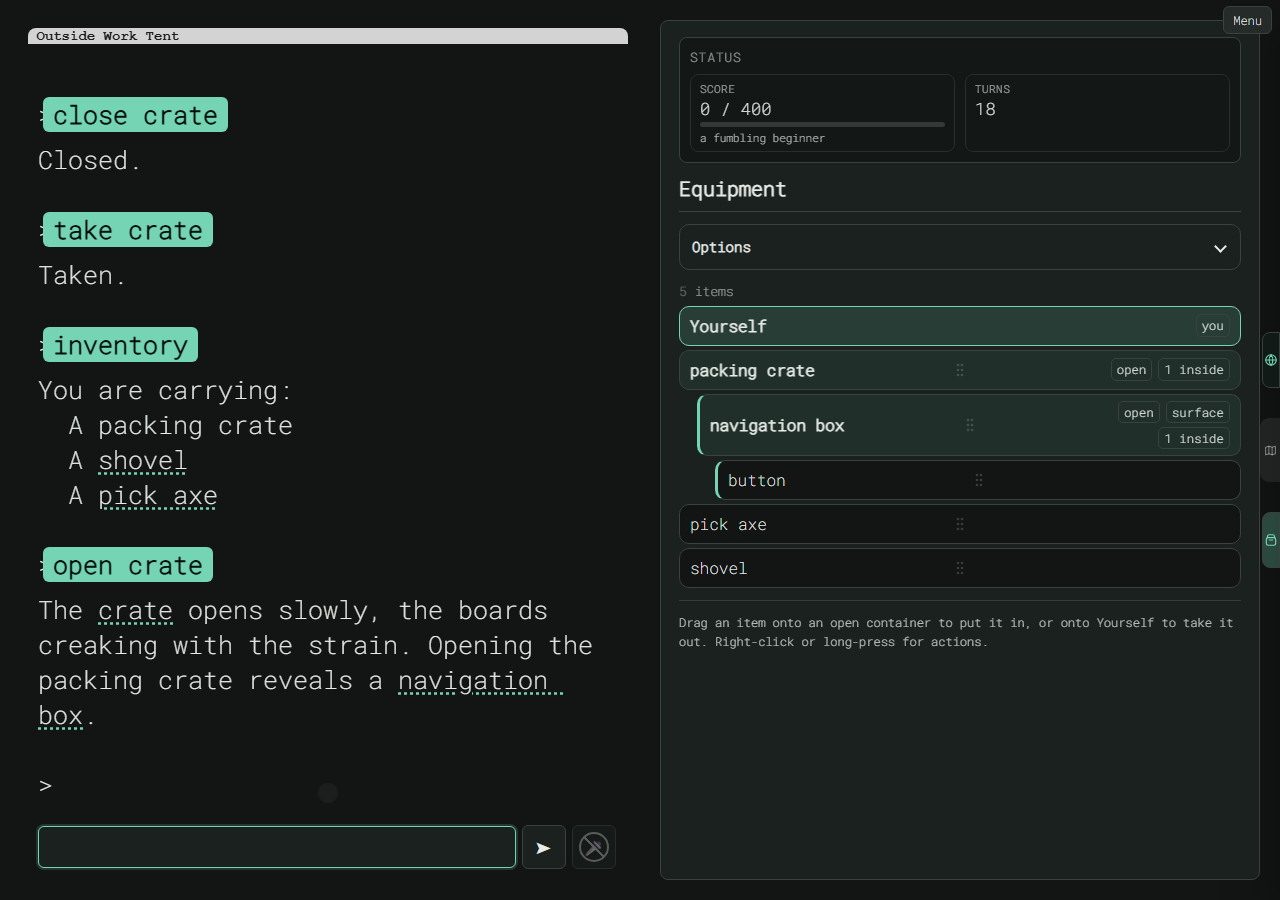 Outside Work Tent
>close crate
Closed.
>take crate
Taken.
>inventory
You are carrying:
A packing crate
A shovel
A pick axe
>open crate
The crate opens slowly, the boards
creaking with the strain. Opening the
packing crate reveals a navigation
box.
>
Menu
STATUS
SCORE
0 / 400
a fumbling beginner
TURNS
18
Equipment
Options
5 items
Yourself you
packing crate open 1 inside
navigation box open surface
1 inside
button
pick axe
shovel
Drag an item onto an open container to put it in, or onto Yourself to take it
out. Right-click or long-press for actions.